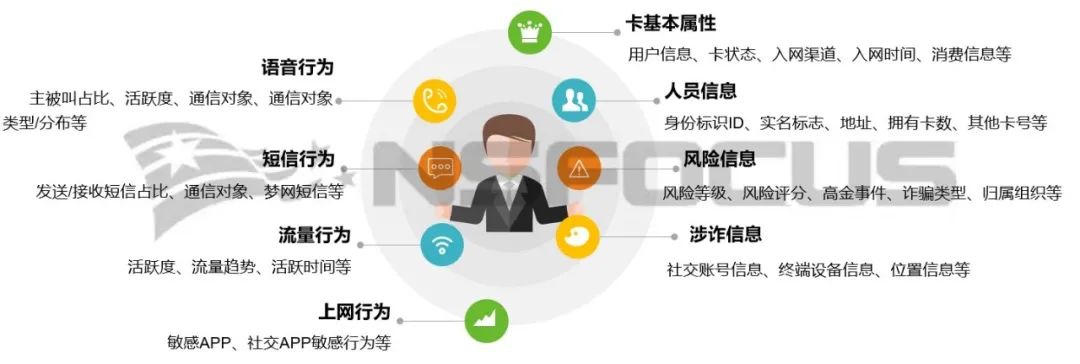 卡基本属性
用户信息、卡状态、入网渠道、入网时间、消费信息等
语音行为
主被叫占比、活跃度、通信对象、通信对象
类型/分布等
人员信息
身份标识ID、实名标志、地址、拥有卡数、其他卡号等
短信行为
发送/接收短信占比、通信对象、梦网短信等
风险信息
风险等级、风险评分、高金事件、诈骗类型、归属组织等
流量行为
活跃度、流量趋势、活跃时间等
涉诈信息
社交账号信息、终端设备信息、位置信息等
上网行为
敏感APP、社交APP敏感行为等
NSFOCUS